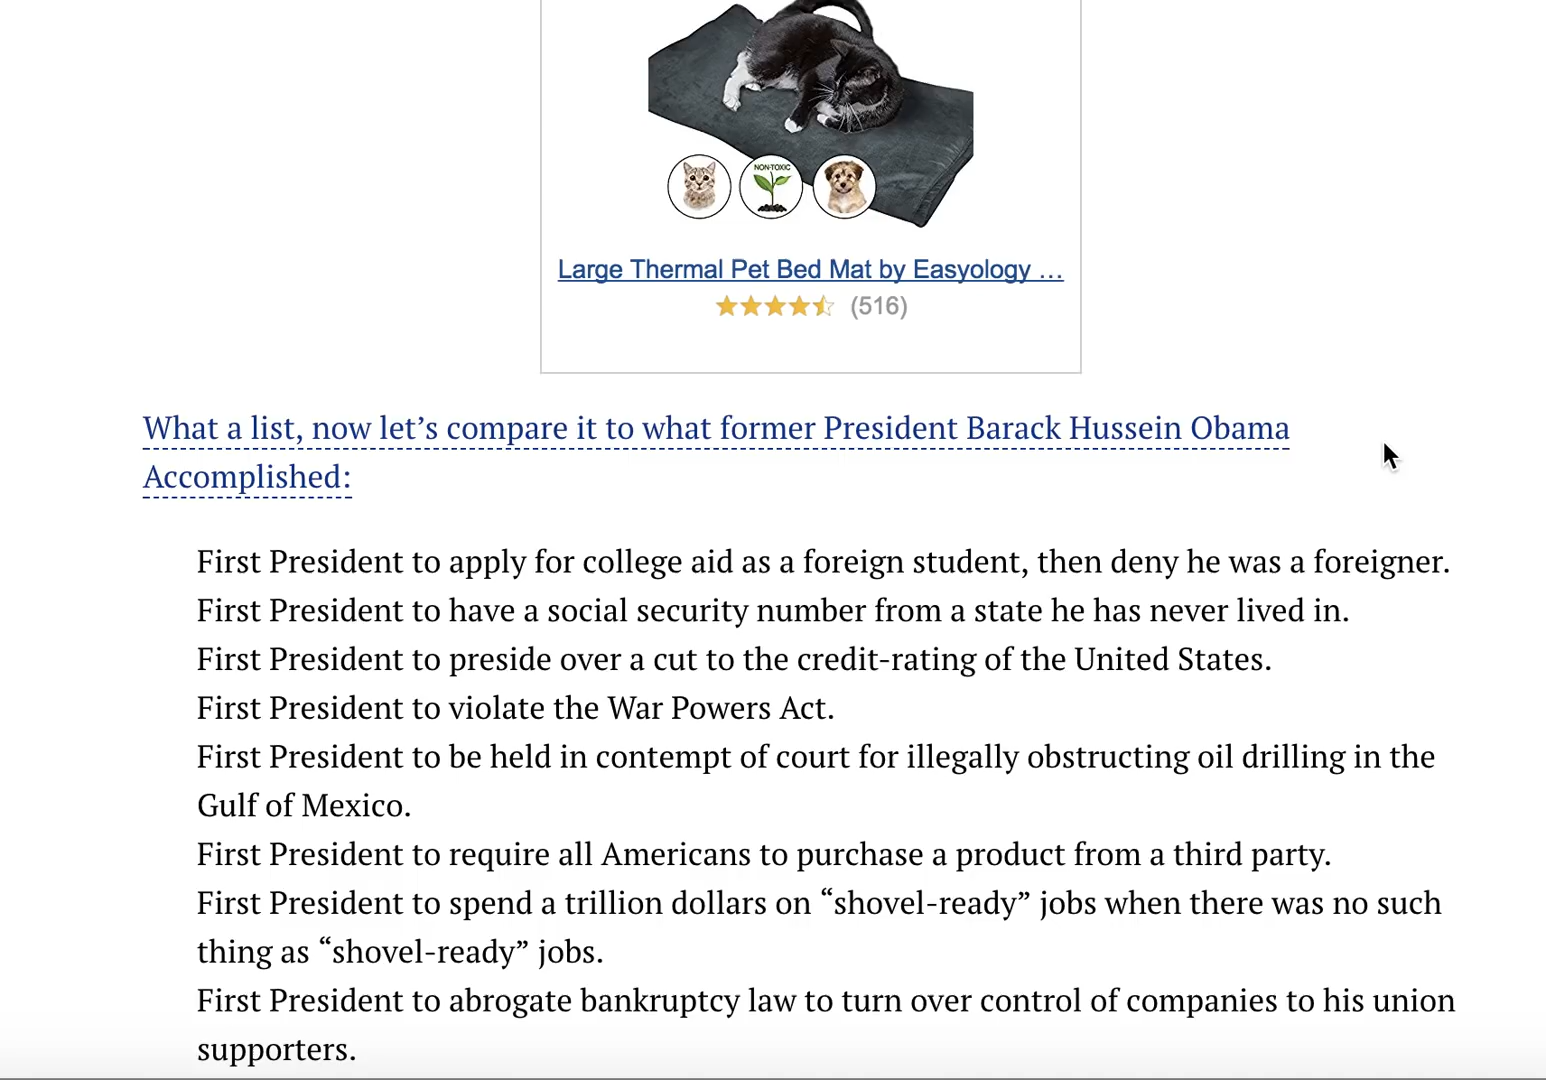 NON-TOXIC
Large Thermal Pet Bed Mat by Easyology ...
(516)
What a list, now let’s compare it to what former President Barack Hussein Obama
Accomplished:
First President to apply for college aid as a foreign student, then deny he was a foreigner.
First President to have a social security number from a state he has never lived in.
First President to preside over a cut to the credit-rating of the United States.
First President to violate the War Powers Act.
First President to be held in contempt of court for illegally obstructing oil drilling in the
Gulf of Mexico.
First President to require all Americans to purchase a product from a third party.
First President to spend a trillion dollars on “shovel-ready” jobs when there was no such
thing as “shovel-ready” jobs.
First President to abrogate bankruptcy law to turn over control of companies to his union
supporters.